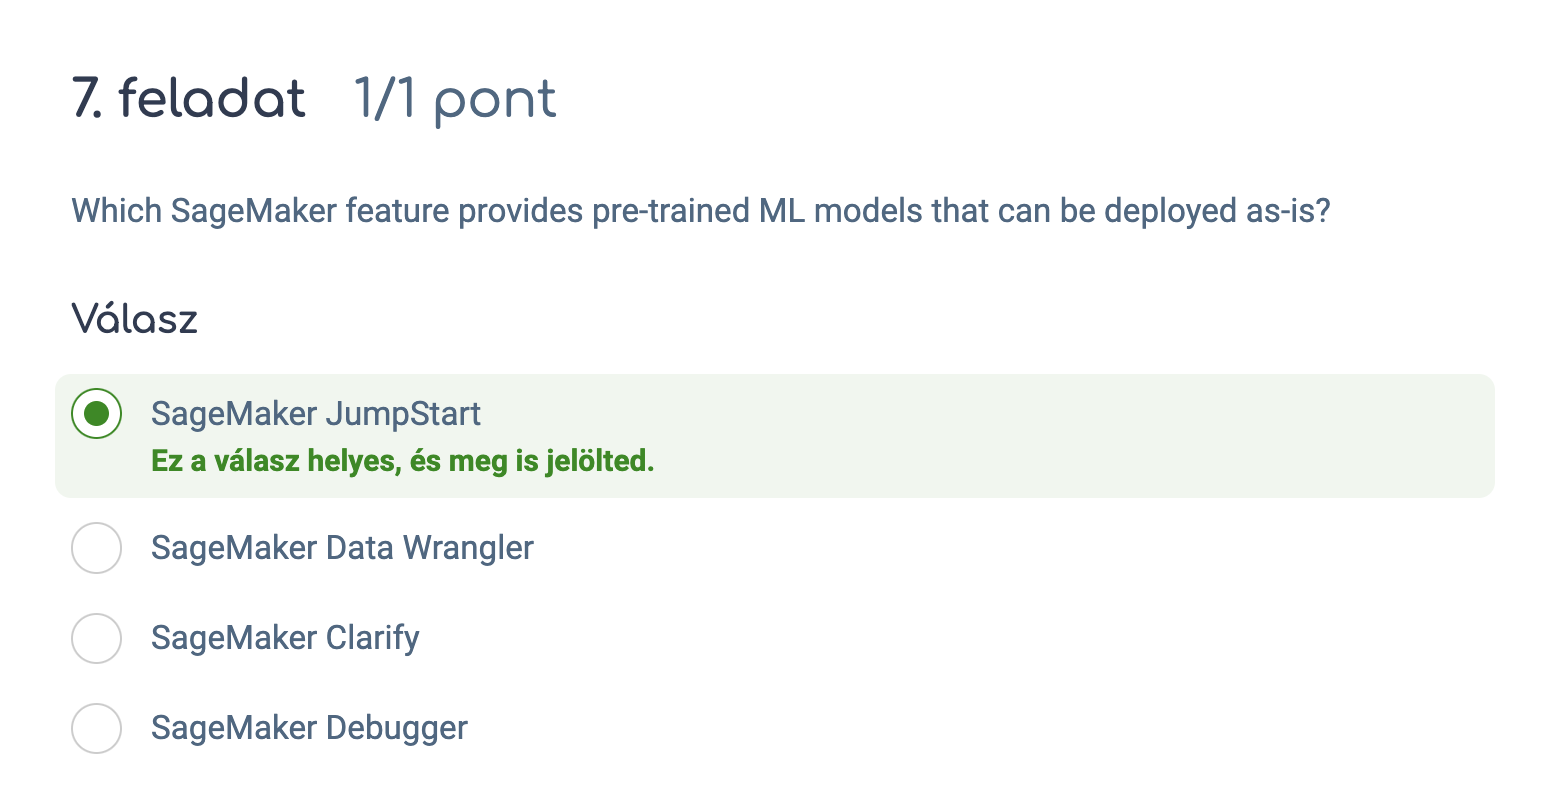 7. feladat 1/1 pont
Which SageMaker feature provides pre-trained ML models that can be deployed as-is?
Válasz
SageMaker JumpStart
Ez a válasz helyes, és meg is jelölted.
SageMaker Data Wrangler
SageMaker Clarify
SageMaker Debugger